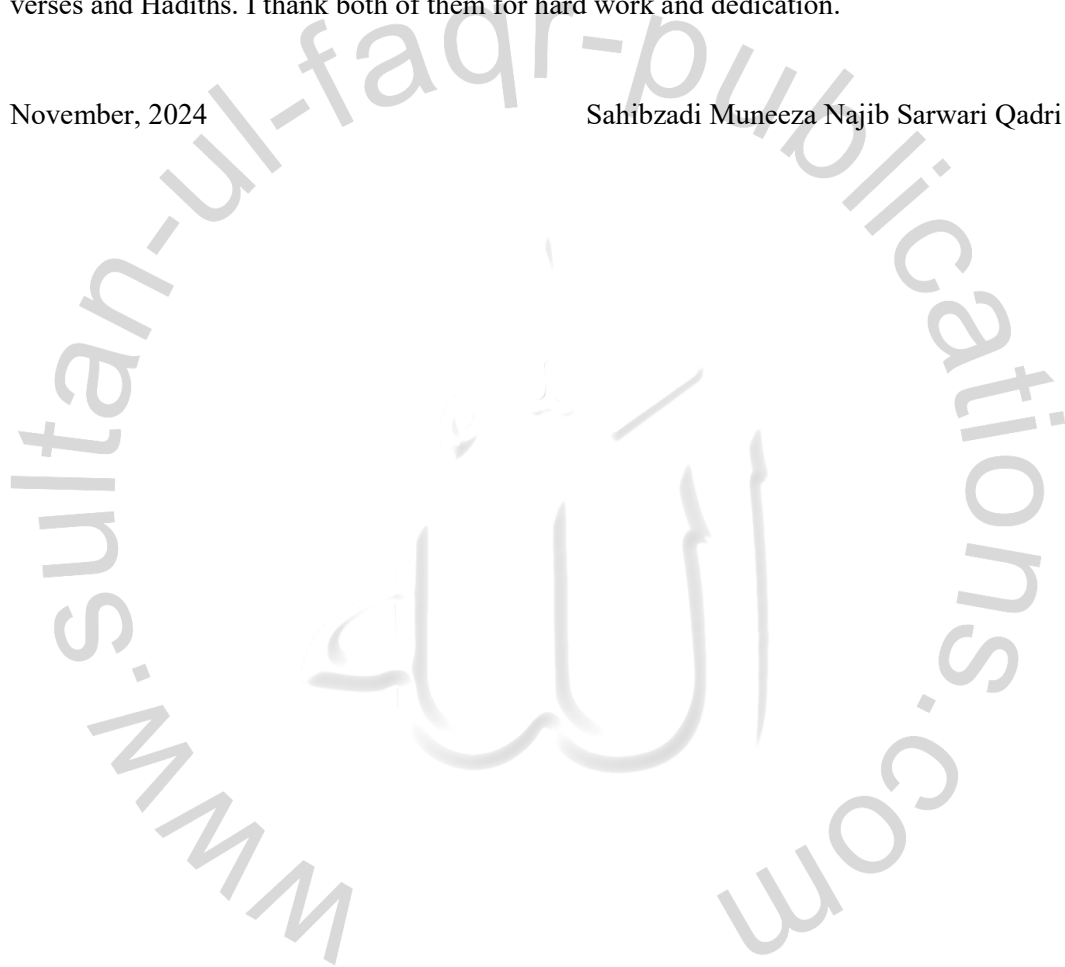 verses and Hadiths. I thank both of them for hard work and dedication.
November, 2024 Sahibzadi Muneeza Najib Sarwari Qadri
www.sultan-ul-faqr-publications.com
الله